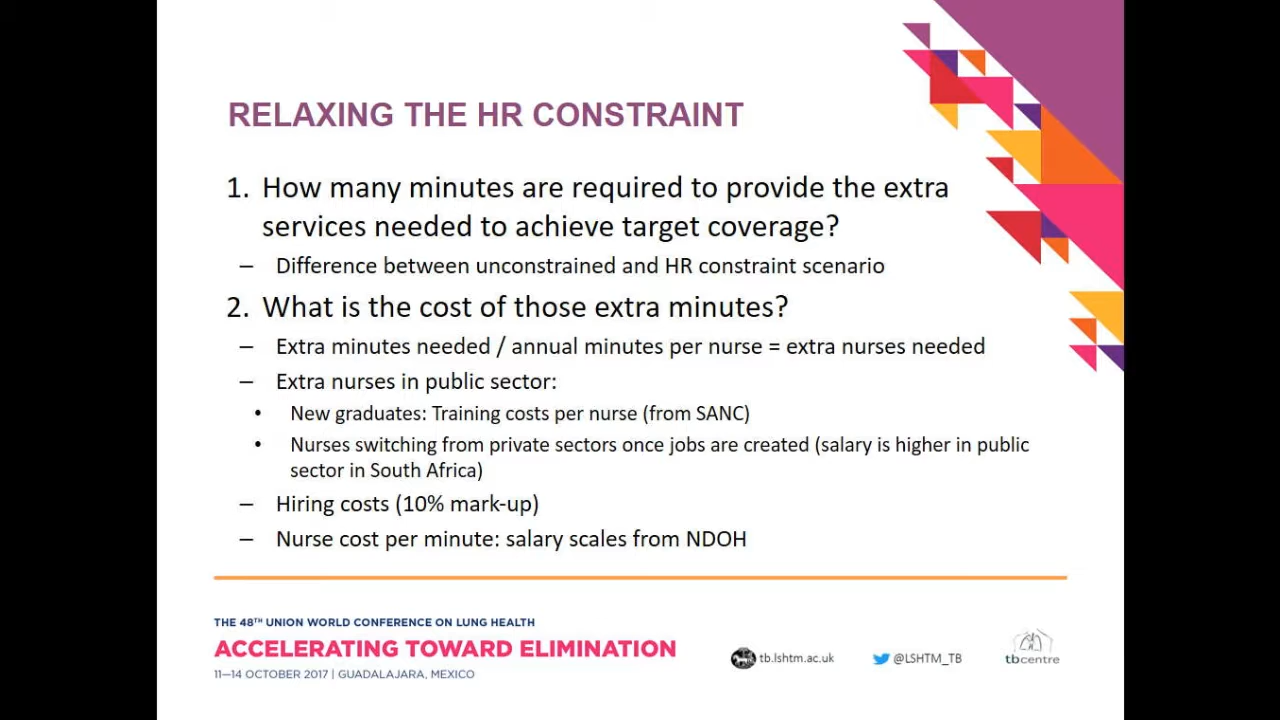 RELAXING THE HR CONSTRAINT
1. How many minutes are required to provide the extra
services needed to achieve target coverage?
– Difference between unconstrained and HR constraint scenario
2. What is the cost of those extra minutes?
– Extra minutes needed / annual minutes per nurse = extra nurses needed
– Extra nurses in public sector:
• New graduates: Training costs per nurse (from SANC)
• Nurses switching from private sectors once jobs are created (salary is higher in public
sector in South Africa)
– Hiring costs (10% mark-up)
– Nurse cost per minute: salary scales from NDOH
THE 48TH UNION WORLD CONFERENCE ON LUNG HEALTH
ACCELERATING TOWARD ELIMINATION
11—14 OCTOBER 2017 | GUADALAJARA, MEXICO
tb.lshtm.ac.uk
@LSHTM_TB
tbcentre